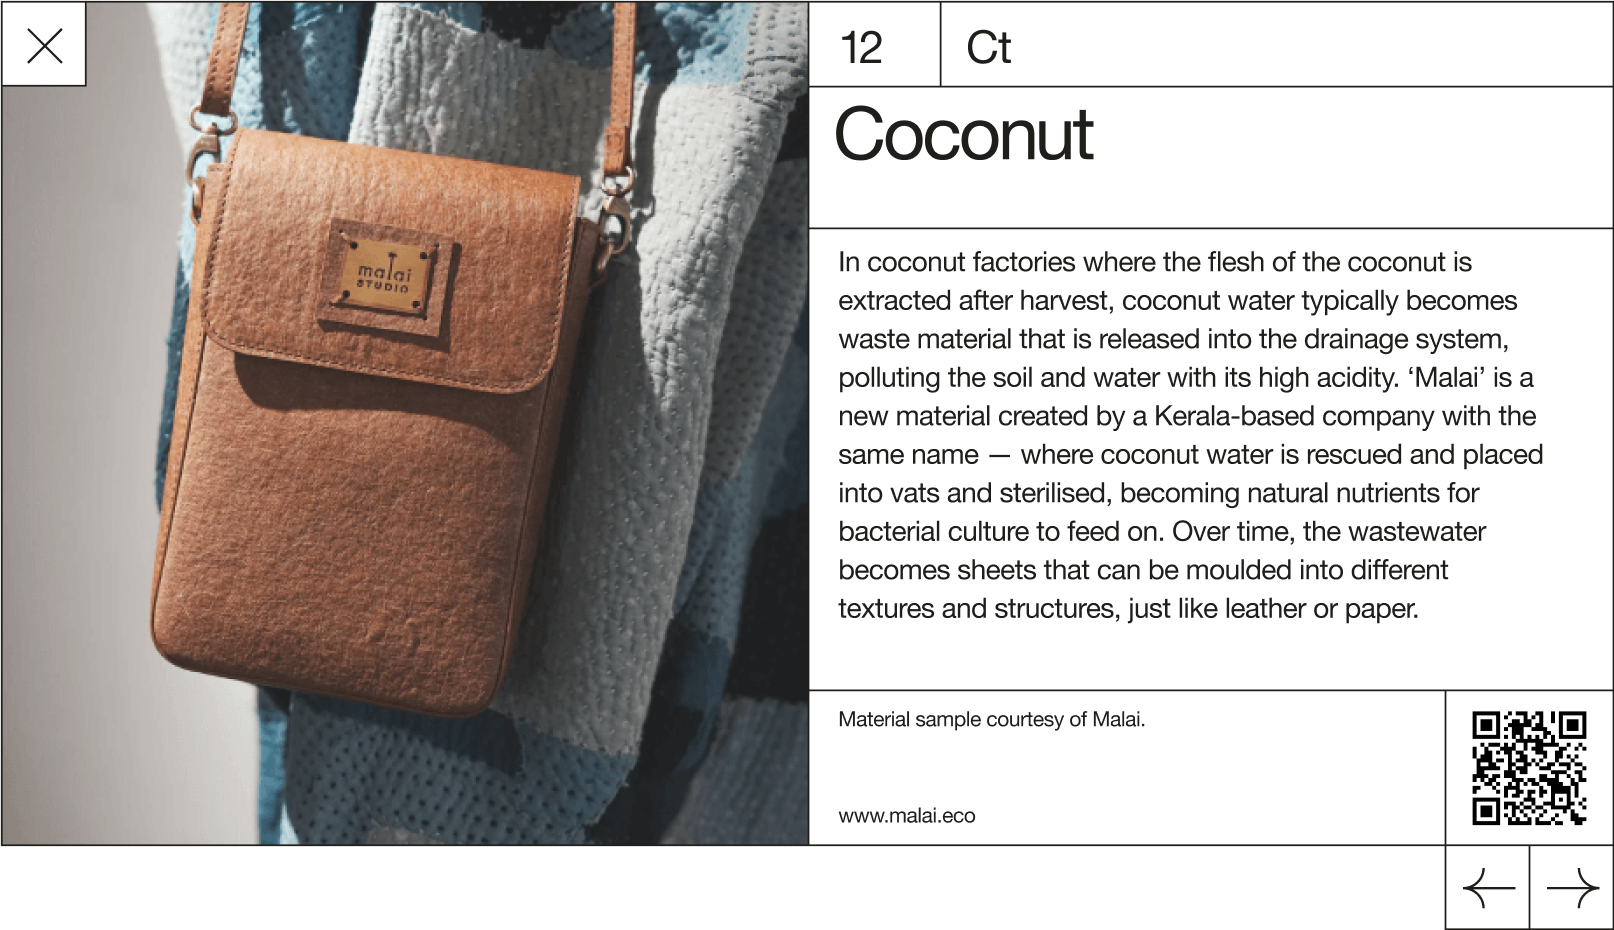 malai
STUDIO
12
Ct
Coconut
In coconut factories where the flesh of the coconut is
extracted after harvest, coconut water typically becomes
waste material that is released into the drainage system,
polluting the soil and water with its high acidity. ‘Malai’ is a
new material created by a Kerala-based company with the
same name — where coconut water is rescued and placed
into vats and sterilised, becoming natural nutrients for
bacterial culture to feed on. Over time, the wastewater
becomes sheets that can be moulded into different
textures and structures, just like leather or paper.
Material sample courtesy of Malai.
www.malai.eco